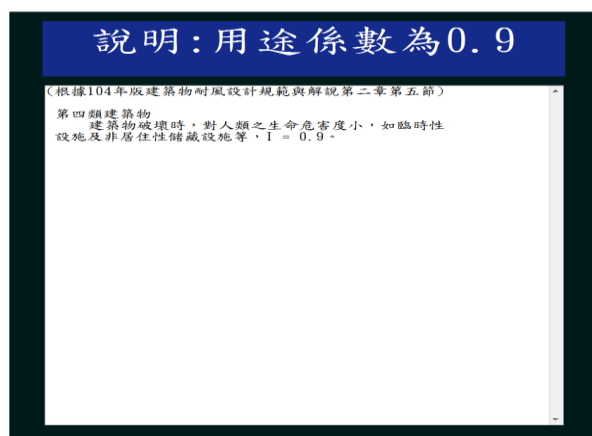 說明:用途係數為0.9
(根據104年版建築物耐風設計規範與解說第二章第五節)
第四類建築物
建築物破壞時，對人類之生命危害度小，如臨時性
設施及非居住性儲藏設施等，I = 0.9。